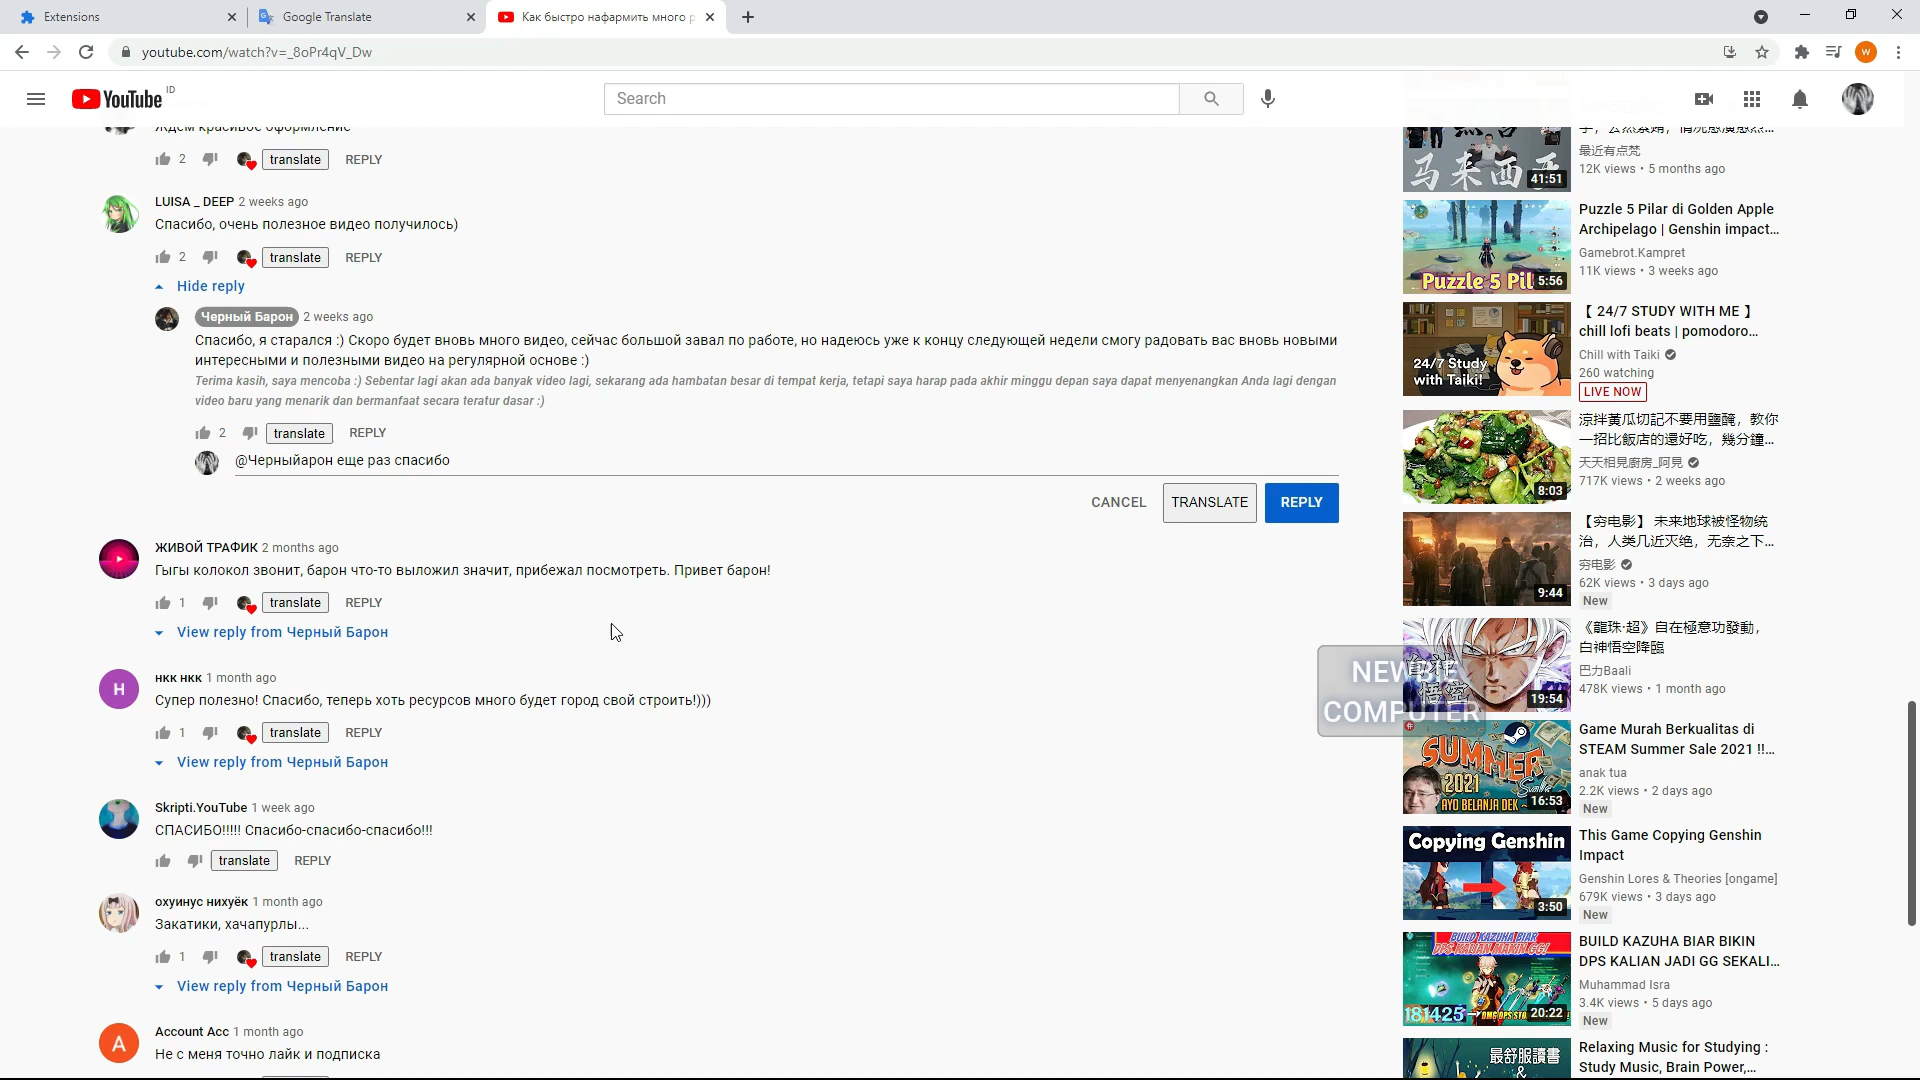 Extensions
Google Translate
Как быстро нафармить много р
youtube.com/watch?v=_8oPr4qV_Dw
W
YouTube ID
Search
Ждем красивое оформление
2 translate REPLY
LUISA _ DEEP 2 weeks ago
Спасибо, очень полезное видео получилось)
2 translate REPLY
Hide reply
Черный Барон 2 weeks ago
Спасибо, я старался :) Скоро будет вновь много видео, сейчас большой завал по работе, но надеюсь уже к концу следующей недели смогу радовать вас вновь новыми
интересными и полезными видео на регулярной основе :)
Terima kasih, saya mencoba :) Sebentar lagi akan ada banyak video lagi, sekarang ada hambatan besar di tempat kerja, tetapi saya harap pada akhir minggu depan saya dapat menyenangkan Anda lagi dengan
video baru yang menarik dan bermanfaat secara teratur dasar :)
2 translate REPLY
@Черныйарон еще раз спасибо
CANCEL TRANSLATE REPLY
ЖИВОЙ ТРАФИК 2 months ago
Гыгы колокол звонит, барон что-то выложил значит, прибежал посмотреть. Привет барон!
1 translate REPLY
View reply from Черный Барон
Н
нкк нкк 1 month ago
Супер полезно! Спасибо, теперь хоть ресурсов много будет город свой строить!)))
1 translate REPLY
View reply from Черный Барон
Skripti.YouTube 1 week ago
СПАСИБО!!!!! Спасибо-спасибо-спасибо!!!
translate REPLY
охуинус нихуёк 1 month ago
Закатики, хачапурлы...
1 translate REPLY
View reply from Черный Барон
A
Account Acc 1 month ago
Не с меня точно лайк и подписка
马来西亚
41:51
最近有点梵
12K views • 5 months ago
Puzzle 5 Pil 5:56
Puzzle 5 Pilar di Golden Apple
Archipelago | Genshin impact...
Gamebrot.Kampret
11K views • 3 weeks ago
24/7 Study
with Taiki!
【 24/7 STUDY WITH ME 】
chill lofi beats | pomodoro...
Chill with Taiki
260 watching
LIVE NOW
8:03
涼拌黃瓜切記不要用鹽醃，教你
一招比飯店的還好吃，幾分鐘...
天天相見廚房_阿見
717K views • 2 weeks ago
9:44
【穷电影】 未来地球被怪物统
治，人类几近灭绝，无奈之下...
穷电影
62K views • 3 days ago
New
NEWBIE
COMPUTER
悟空
19:54
《龍珠·超》自在極意功發動，
白神悟空降臨
巴力Baali
478K views • 1 month ago
SUMMER
2021
AYO BELANJA DEK
16:53
Game Murah Berkualitas di
STEAM Summer Sale 2021 !!...
anak tua
2.2K views • 2 days ago
New
Copying Genshin
3:50
This Game Copying Genshin
Impact
Genshin Lores & Theories [ongame]
679K views • 3 days ago
New
BUILD KAZUHA BIAR
181425
20:22
BUILD KAZUHA BIAR BIKIN
DPS KALIAN JADI GG SEKALI...
Muhammad Isra
3.4K views • 5 days ago
New
最舒服讀書
&
Relaxing Music for Studying :
Study Music, Brain Power,...